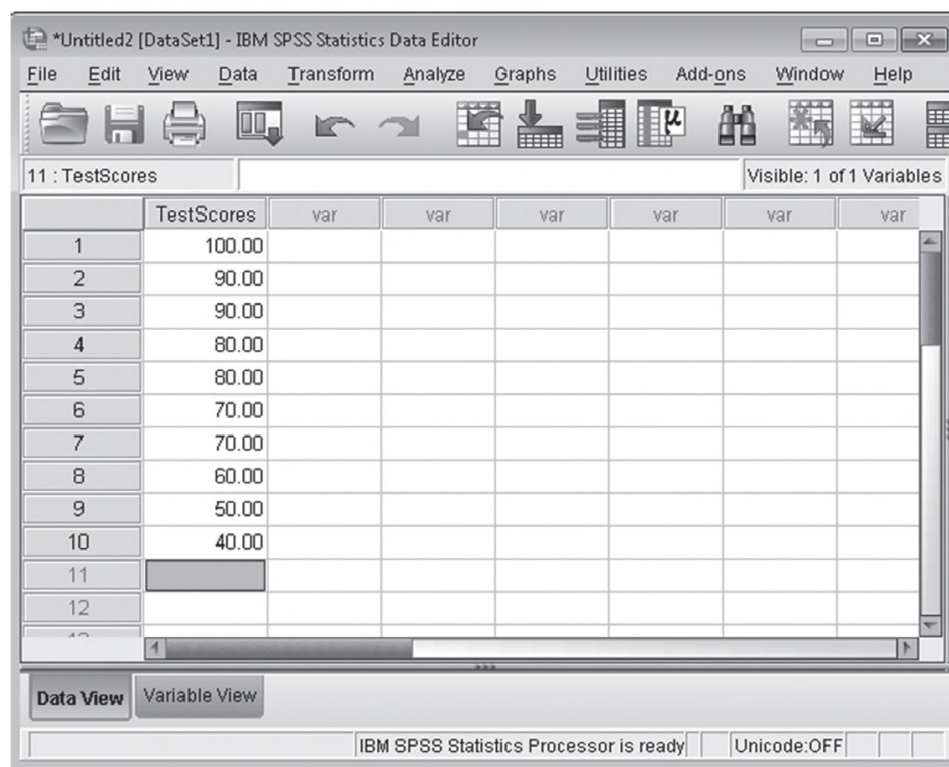 *Untitled2 [DataSet1] - IBM SPSS Statistics Data Editor
File Edit View Data Transform Analyze Graphs Utilities Add-ons Window Help
μ
11 : TestScores Visible: 1 of 1 Variables
TestScores var var var var var var
1 100.00
2 90.00
3 90.00
4 80.00
5 80.00
6 70.00
7 70.00
8 60.00
9 50.00
10 40.00
11
12
Data View Variable View
IBM SPSS Statistics Processor is ready Unicode:OFF